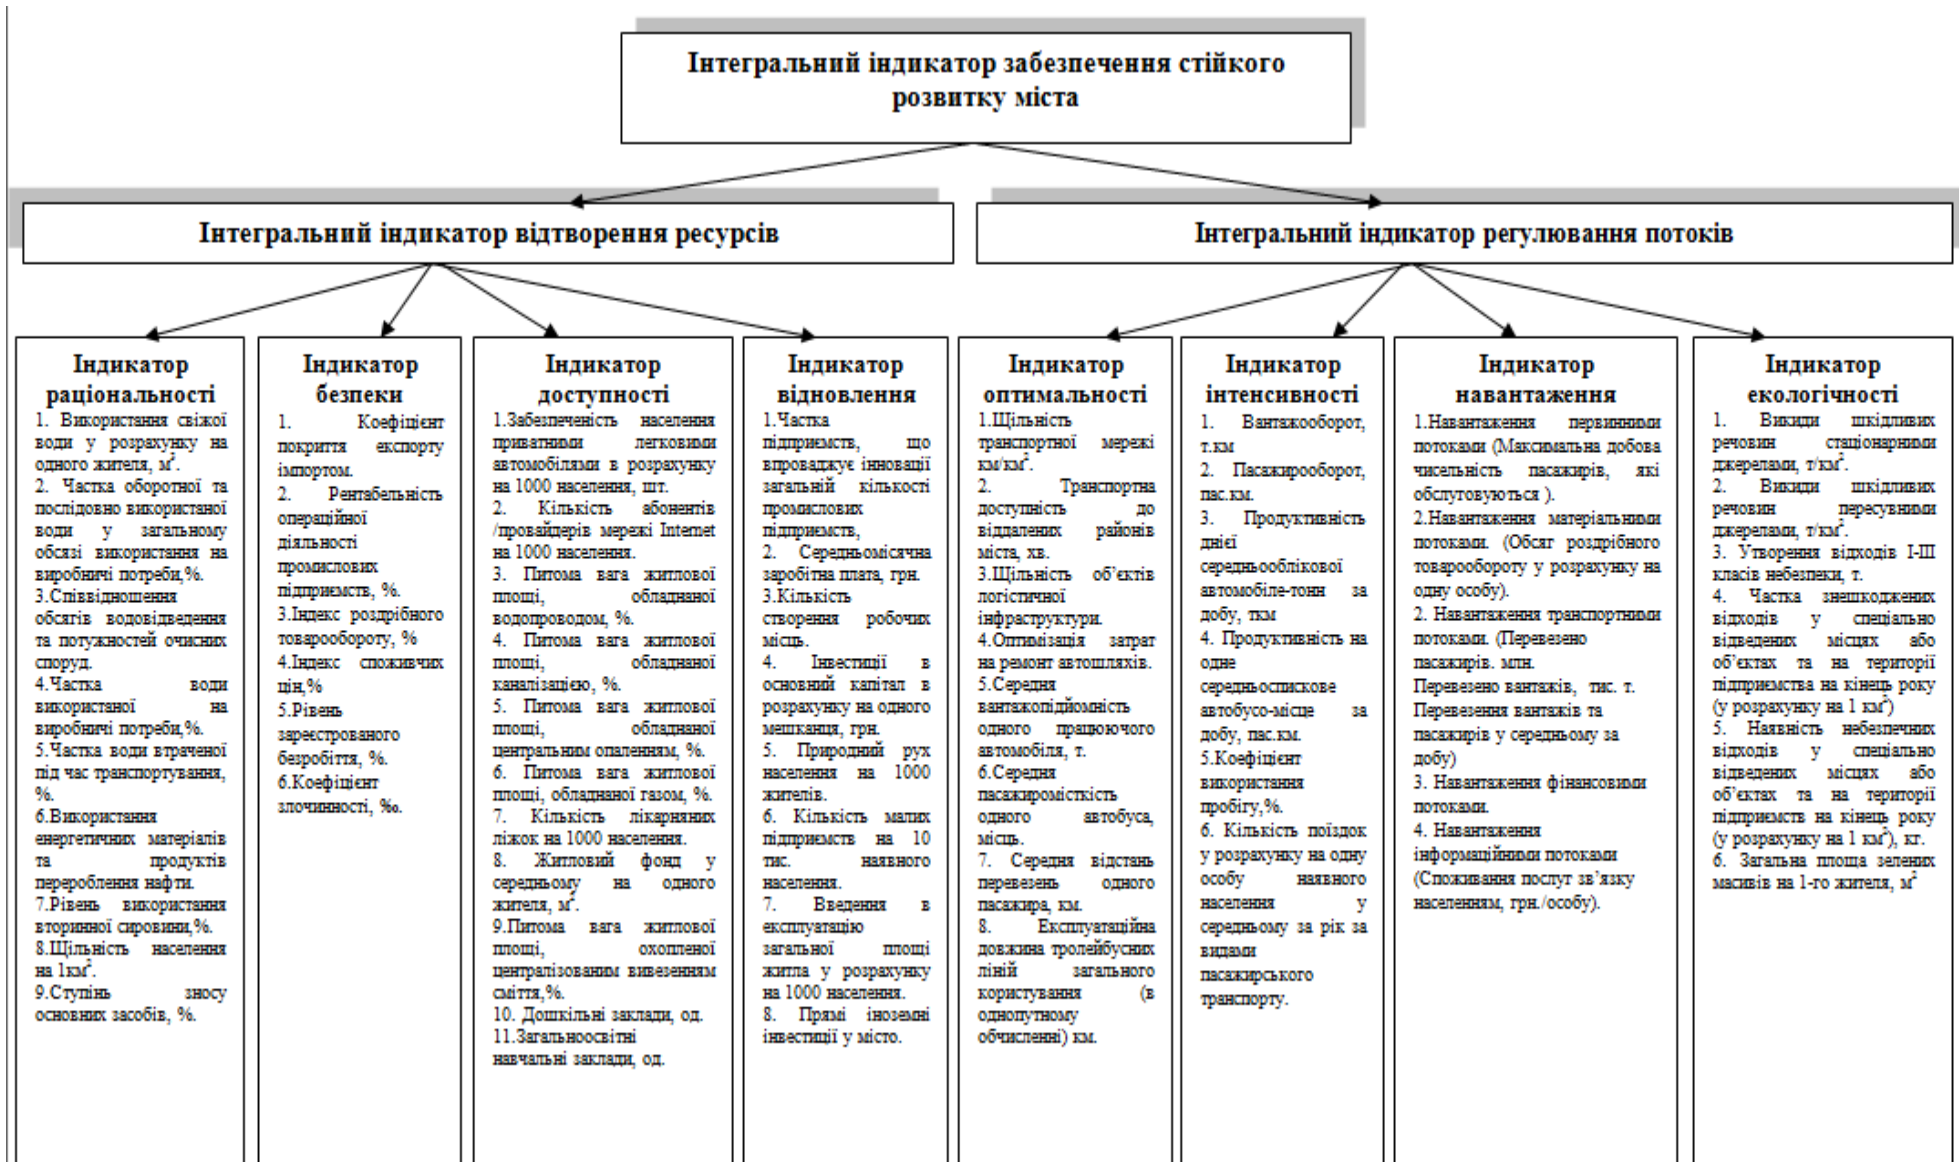 Інтегральний індикатор забезпечення стійкого
розвитку міста
Інтегральний індикатор відтворення ресурсів
Інтегральний індикатор регулювання потоків
Індикатор
раціональності
1. Використання свіжої
води у розрахунку на
одного жителя, м³.
2. Частка оборотної та
послідовно використаної
води у загальному
обсязі використання на
виробничі потреби,%.
3.Співвідношення
обсягів водовідведення
та потужностей очисних
споруд.
4.Частка води
використаної на
виробничі потреби,%.
5.Частка води втраченої
під час транспортування,
%.
6.Використання
енергетичних матеріалів
та продуктів
перероблення нафти.
7.Рівень використання
вторинної сировини,%.
8.Щільність населення
на 1км².
9.Ступінь зносу
основних засобів, %.
Індикатор
безпеки
1. Коефіцієнт
покриття експорту
імпортом.
2. Рентабельність
операційної
діяльності
промислових
підприємств, %.
3.Індекс роздрібного
товарообороту, %
4.Індекс споживчих
цін,%
5.Рівень
зареєстрованого
безробіття, %.
6.Коефіцієнт
злочинності, ‰.
Індикатор
доступності
1.Забезпеченість населення
приватними легковими
автомобілями в розрахунку
на 1000 населення, шт.
2. Кількість абонентів
/провайдерів мережі Internet
на 1000 населення.
3. Питома вага житлової
площі, обладнаної
водопроводом, %.
4. Питома вага житлової
площі, обладнаної
каналізацією, %.
5. Питома вага житлової
площі, обладнаної
центральним опаленням, %.
6. Питома вага житлової
площі, обладнаної газом, %.
7. Кількість лікарняних
ліжок на 1000 населення.
8. Житловий фонд у
середньому на одного
жителя, м².
9.Питома вага житлової
площі, охопленої
централізованим вивезенням
сміття,%.
10. Дошкільні заклади, од.
11.Загальноосвітні
навчальні заклади, од.
Індикатор
відновлення
1.Частка
підприємств, що
впроваджує інновації
загальній кількості
промислових
підприємств,
2. Середньомісячна
заробітна плата, грн.
3.Кількість
створення робочих
місць.
4. Інвестиції в
основний капітал в
розрахунку на одного
мешканця, грн.
5. Природний рух
населення на 1000
жителів.
6. Кількість малих
підприємств на 10
тис. наявного
населення.
7. Введення в
експлуатацію
загальної площі
житла у розрахунку
на 1000 населення.
8. Прямі іноземні
інвестиції у місто.
Індикатор
оптимальності
1.Щільність
транспортної мережі
км/км².
2. Транспортна
доступність до
віддалених районів
міста, хв.
3.Щільність об’єктів
логістичної
інфраструктури.
4.Оптимізація затрат
на ремонт автошляхів.
5.Середня
вантажопідйомність
одного працюючого
автомобіля, т.
6.Середня
пасажиромісткість
одного автобуса,
місць.
7. Середня відстань
перевезень одного
пасажира, км.
8. Експлуатаційна
довжина тролейбусних
ліній загального
користування (в
однопутному
обчисленні) км.
Індикатор
інтенсивності
1. Вантажооборот,
т.км
2. Пасажирооборот,
пас.км.
3. Продуктивність
днієї
середньооблікової
автомобіле-тонн за
добу, ткм
4. Продуктивність на
одне
середньоспискове
автобусо-місце за
добу, пас.км.
5.Коефіцієнт
використання
пробігу,%.
6. Кількість поїздок
у розрахунку на одну
особу наявного
населення у
середньому за рік за
видами
пасажирського
транспорту.
Індикатор
навантаження
1.Навантаження первинними
потоками (Максимальна добова
чисельність пасажирів, які
обслуговуються ).
2.Навантаження матеріальними
потоками. (Обсяг роздрібного
товарообороту у розрахунку на
одну особу).
2. Навантаження транспортними
потоками. (Перевезено
пасажирів. млн.
Перевезено вантажів, тис. т.
Перевезення вантажів та
пасажирів у середньому за
добу)
3. Навантаження фінансовими
потоками.
4. Навантаження
інформаційними потоками
(Споживання послуг зв’язку
населенням, грн./особу).
Індикатор
екологічності
1. Викиди шкідливих
речовин стаціонарними
джерелами, т/км².
2. Викиди шкідливих
речовин пересувними
джерелами, т/км².
3. Утворення відходів І-ІІІ
класів небезпеки, т.
4. Частка знешкоджених
відходів у спеціально
відведених місцях або
об’єктах та на території
підприємства на кінець року
(у розрахунку на 1 км²)
5. Наявність небезпечних
відходів у спеціально
відведених місцях або
об’єктах та на території
підприємств на кінець року
(у розрахунку на 1 км²), кг.
6. Загальна площа зелених
масивів на 1-го жителя, м²